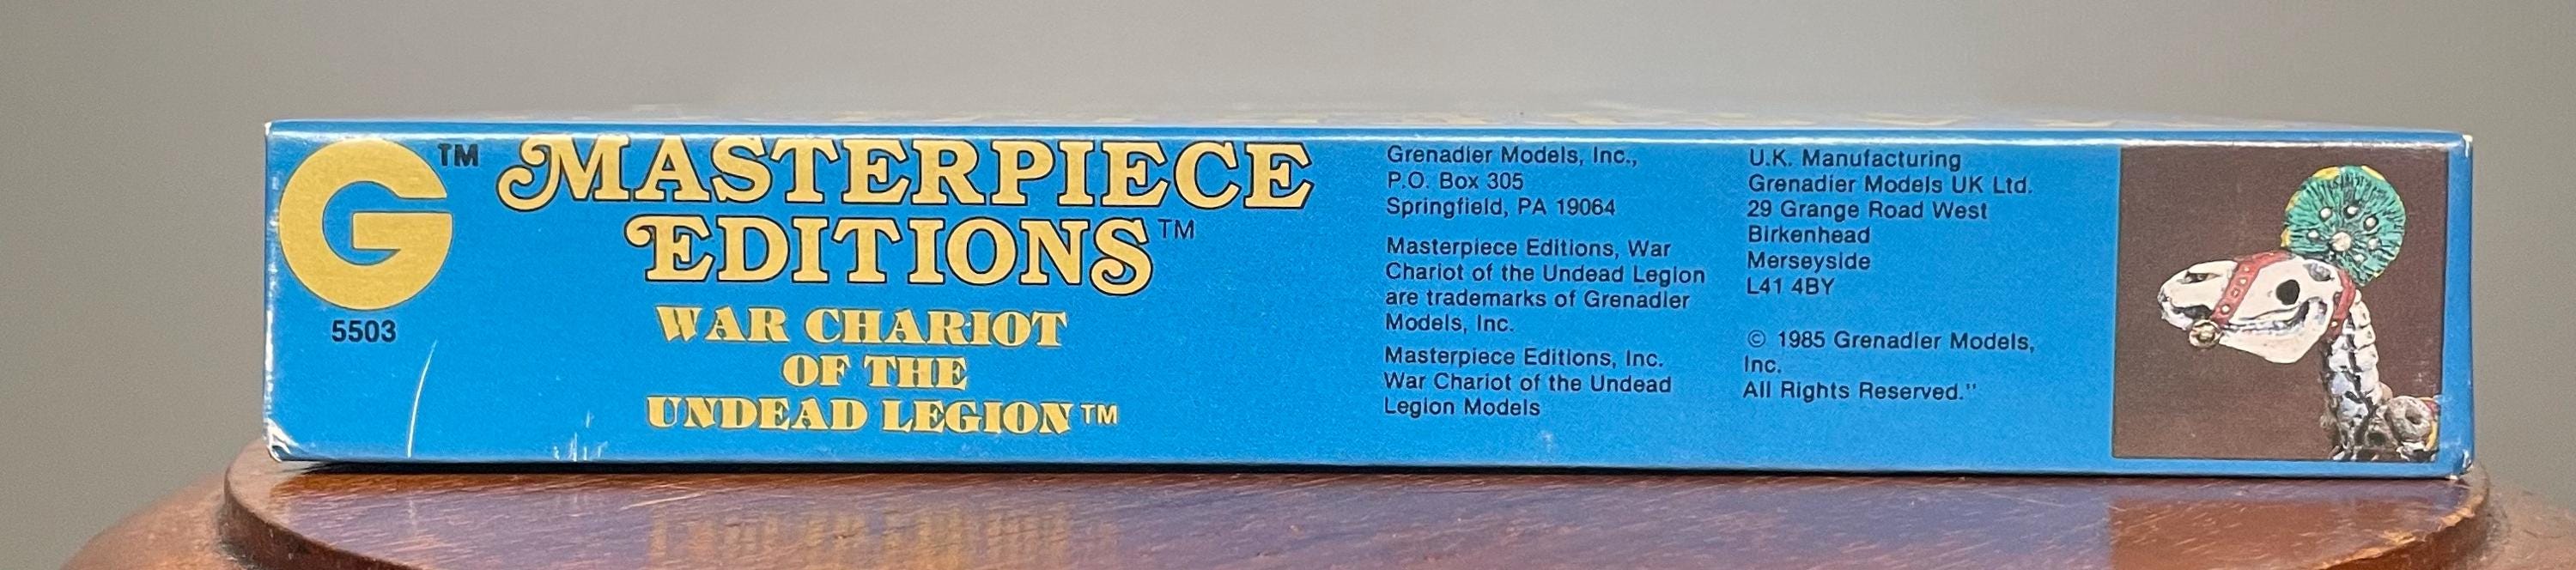 G™
5503
MASTERPIECE
EDITIONS™
WAR CHARIOT
OF THE
UNDEAD LEGION™
Grenadier Models, Inc.,
P.O. Box 305
Springfield, PA 19064
Masterpiece Editions, War
Chariot of the Undead Legion
are trademarks of Grenadier
Models, Inc.
Masterpiece Editions, Inc.
War Chariot of the Undead
Legion Models
U.K. Manufacturing
Grenadier Models UK Ltd.
29 Grange Road West
Birkenhead
Merseyside
L41 4BY
© 1985 Grenadier Models,
Inc.
All Rights Reserved."